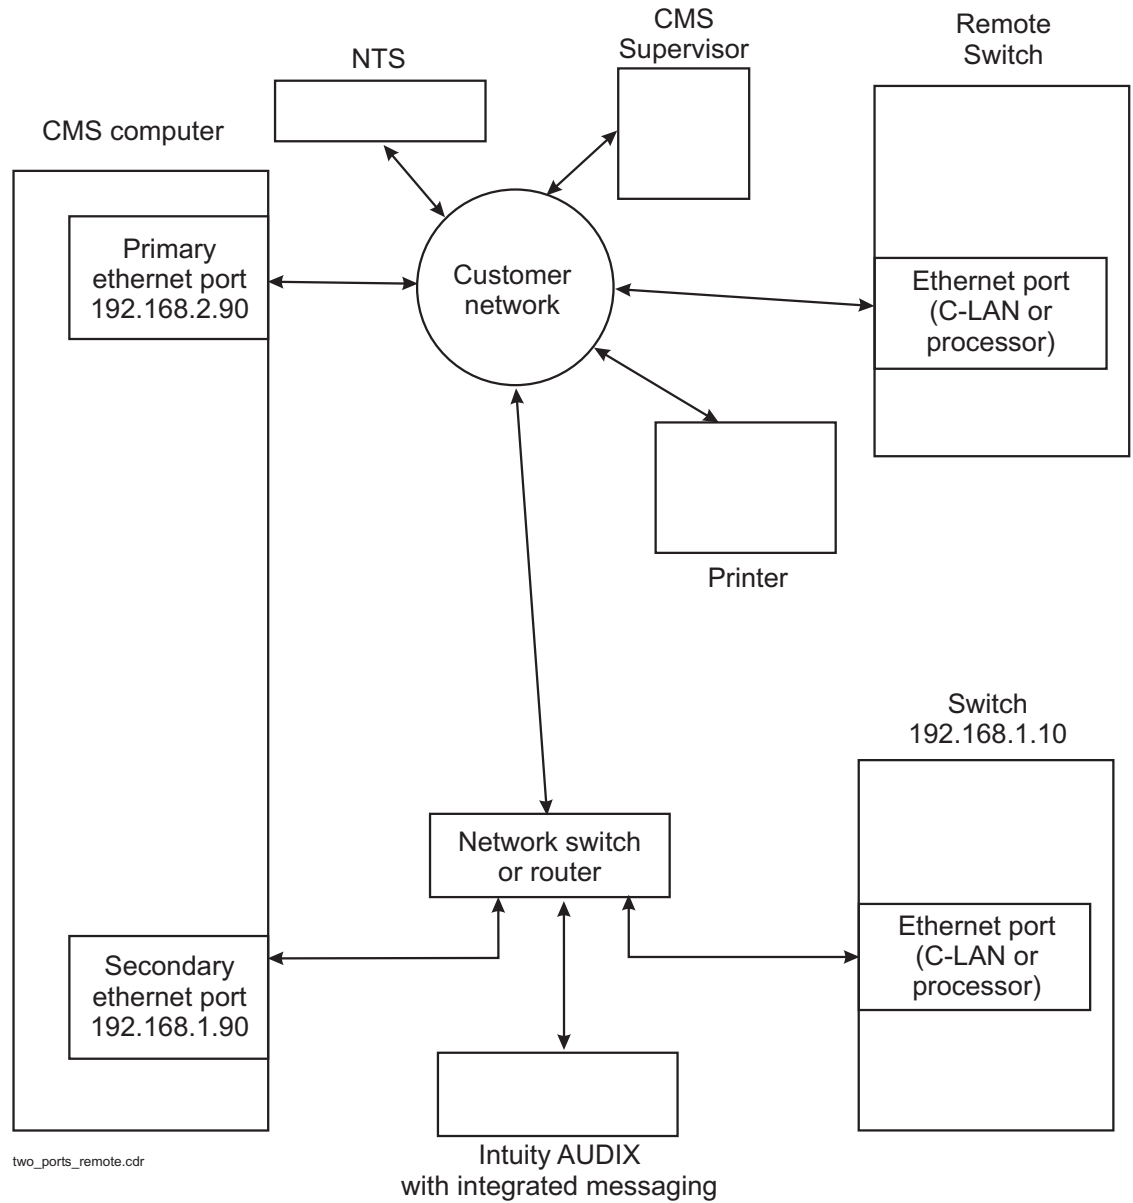 CMS
Supervisor
Remote
Switch
NTS
CMS computer
Primary
ethernet port
192.168.2.90
Customer
network
Ethernet port
(C-LAN or
processor)
Printer
Switch
192.168.1.10
Network switch
or router
Secondary
ethernet port
192.168.1.90
Ethernet port
(C-LAN or
processor)
Intuity AUDIX
with integrated messaging
two_ports_remote.cdr